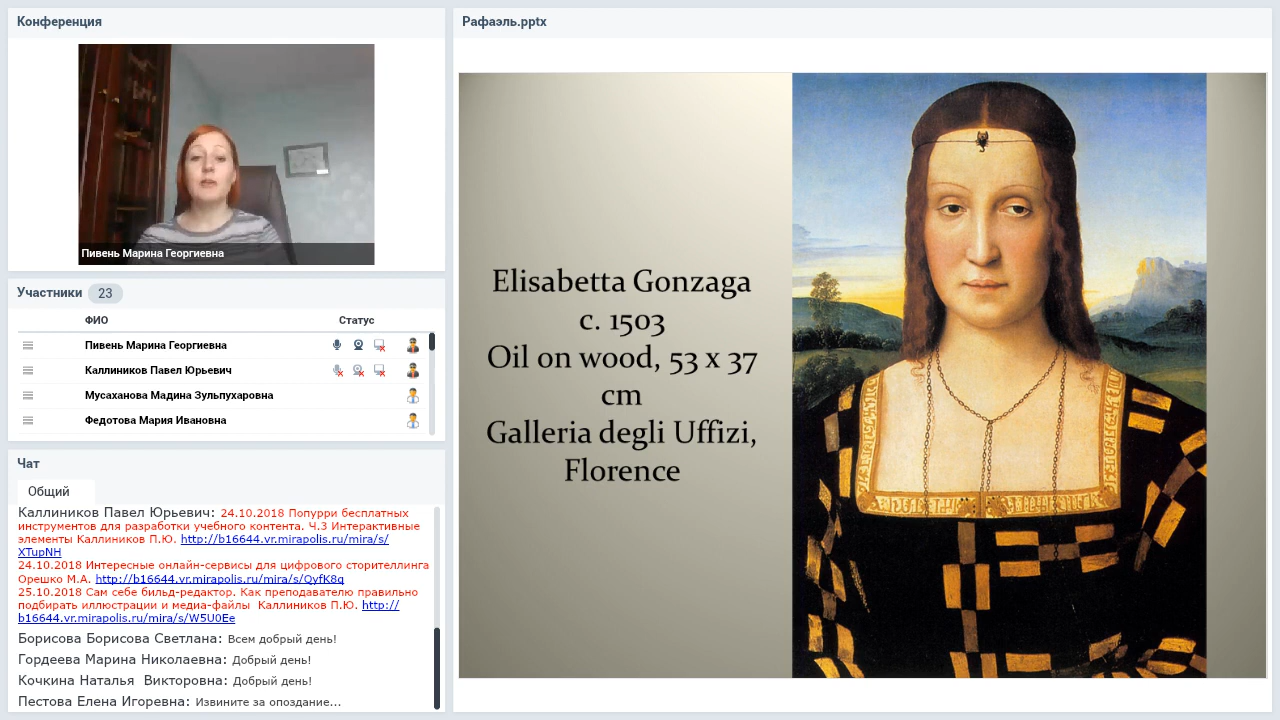 Конференция
Пивень Марина Георгиевна
Участники 23
ФИО Статус
Пивень Марина Георгиевна
Каллиников Павел Юрьевич
Мусаханова Мадина Зульпухаровна
Федотова Мария Ивановна
Чат
Общий
Каллиников Павел Юрьевич: 24.10.2018 Попурри бесплатных
инструментов для разработки учебного контента. Ч.3 Интерактивные
элементы Каллиников П.Ю. http://b16644.vr.mirapolis.ru/mira/s/
XTupNH
24.10.2018 Интересные онлайн-сервисы для цифрового сторителлинга
Орешко М.А. http://b16644.vr.mirapolis.ru/mira/s/QyfK8q
25.10.2018 Сам себе бильд-редактор. Как преподавателю правильно
подбирать иллюстрации и медиа-файлы Каллиников П.Ю. http://
b16644.vr.mirapolis.ru/mira/s/W5U0Ee
Борисова Борисова Светлана: Всем добрый день!
Гордеева Марина Николаевна: Добрый день!
Кочкина Наталья Викторовна: Добрый день!
Пестова Елена Игоревна: Извините за опоздание...
Рафаэль.pptx
Elisabetta Gonzaga
c. 1503
Oil on wood, 53 x 37
cm
Galleria degli Uffizi,
Florence